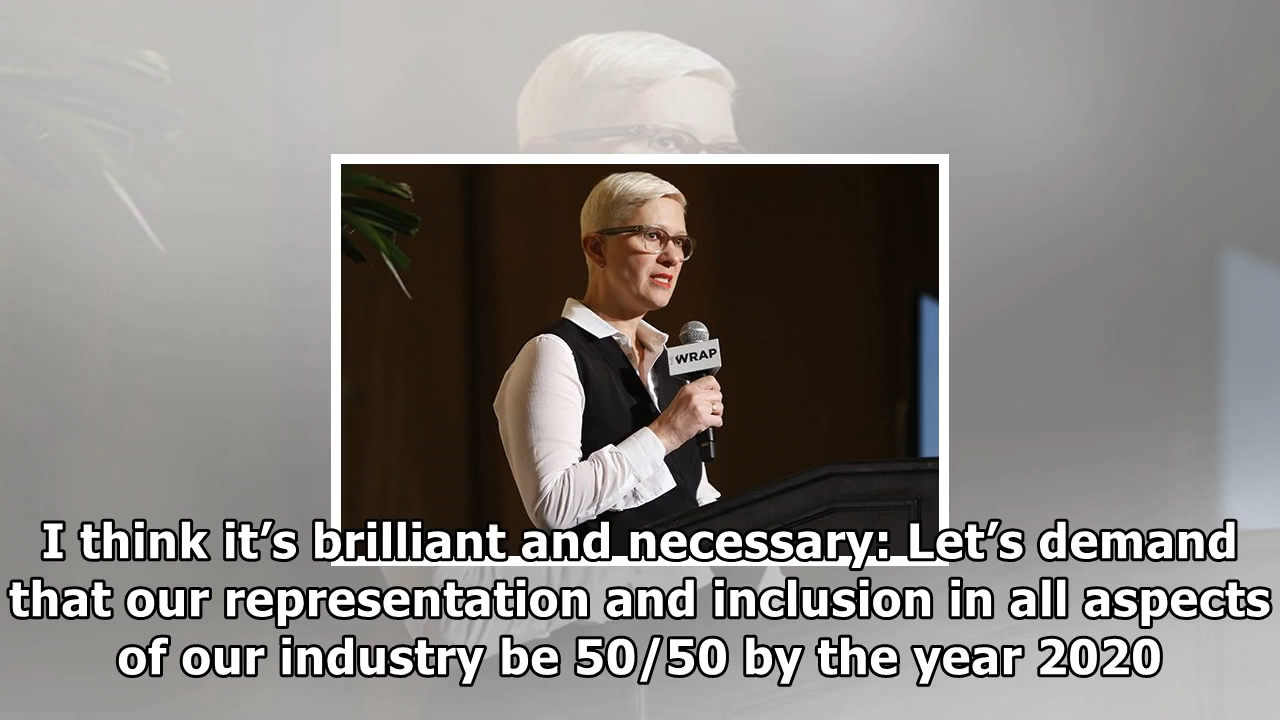 WRAP
I think it’s brilliant and necessary: Let’s demand
that our representation and inclusion in all aspects
of our industry be 50/50 by the year 2020